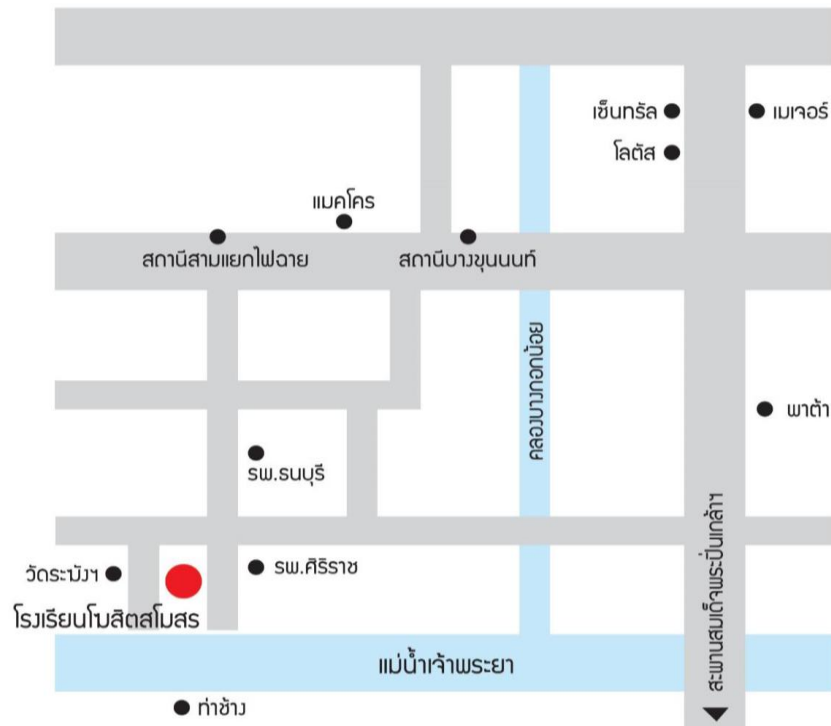 เซ็นทรัล
เมเจอร์
โลตัส
แมคโคร
สถานีสามแยกไฟฉาย
สถานีบางขุนนนท์
คลองบางกอกน้อย
พาต้า
รพ.ธนบุรี
สะพานสมเด็จพระปิ่นเกล้าฯ
วัดระฆังฯ
รพ.ศิริราช
โรงเรียนโฆสิตสโมสร
แม่น้ำเจ้าพระยา
ท่าช้าง